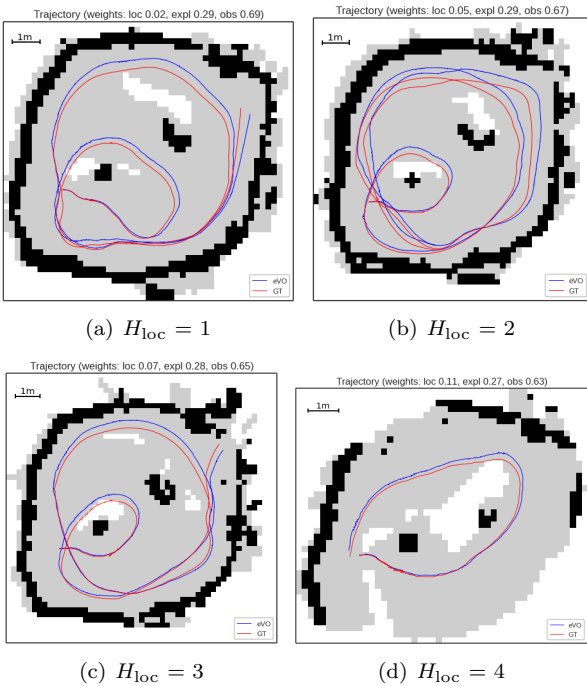 Trajectory (weights: loc 0.02, expl 0.29, obs 0.69)
1m
eVO
GT
(a) H_loc = 1
Trajectory (weights: loc 0.05, expl 0.29, obs 0.67)
1m
eVO
GT
(b) H_loc = 2
Trajectory (weights: loc 0.07, expl 0.28, obs 0.65)
1m
eVO
GT
(c) H_loc = 3
Trajectory (weights: loc 0.11, expl 0.27, obs 0.63)
1m
eVO
GT
(d) H_loc = 4